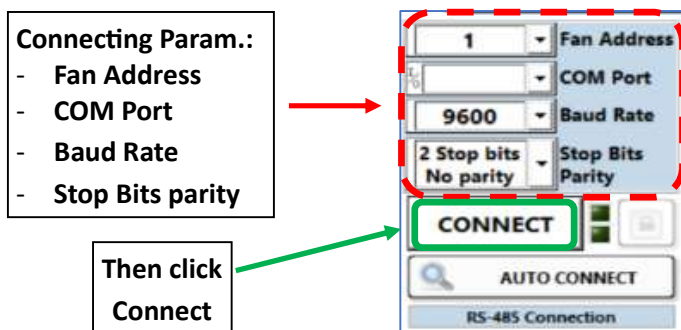 Connecting Param.:
- Fan Address
- COM Port
- Baud Rate
- Stop Bits parity
Then click
Connect
1 Fan Address
COM Port
9600 Baud Rate
2 Stop bits
No parity
Stop Bits
Parity
CONNECT
AUTO CONNECT
RS-485 Connection